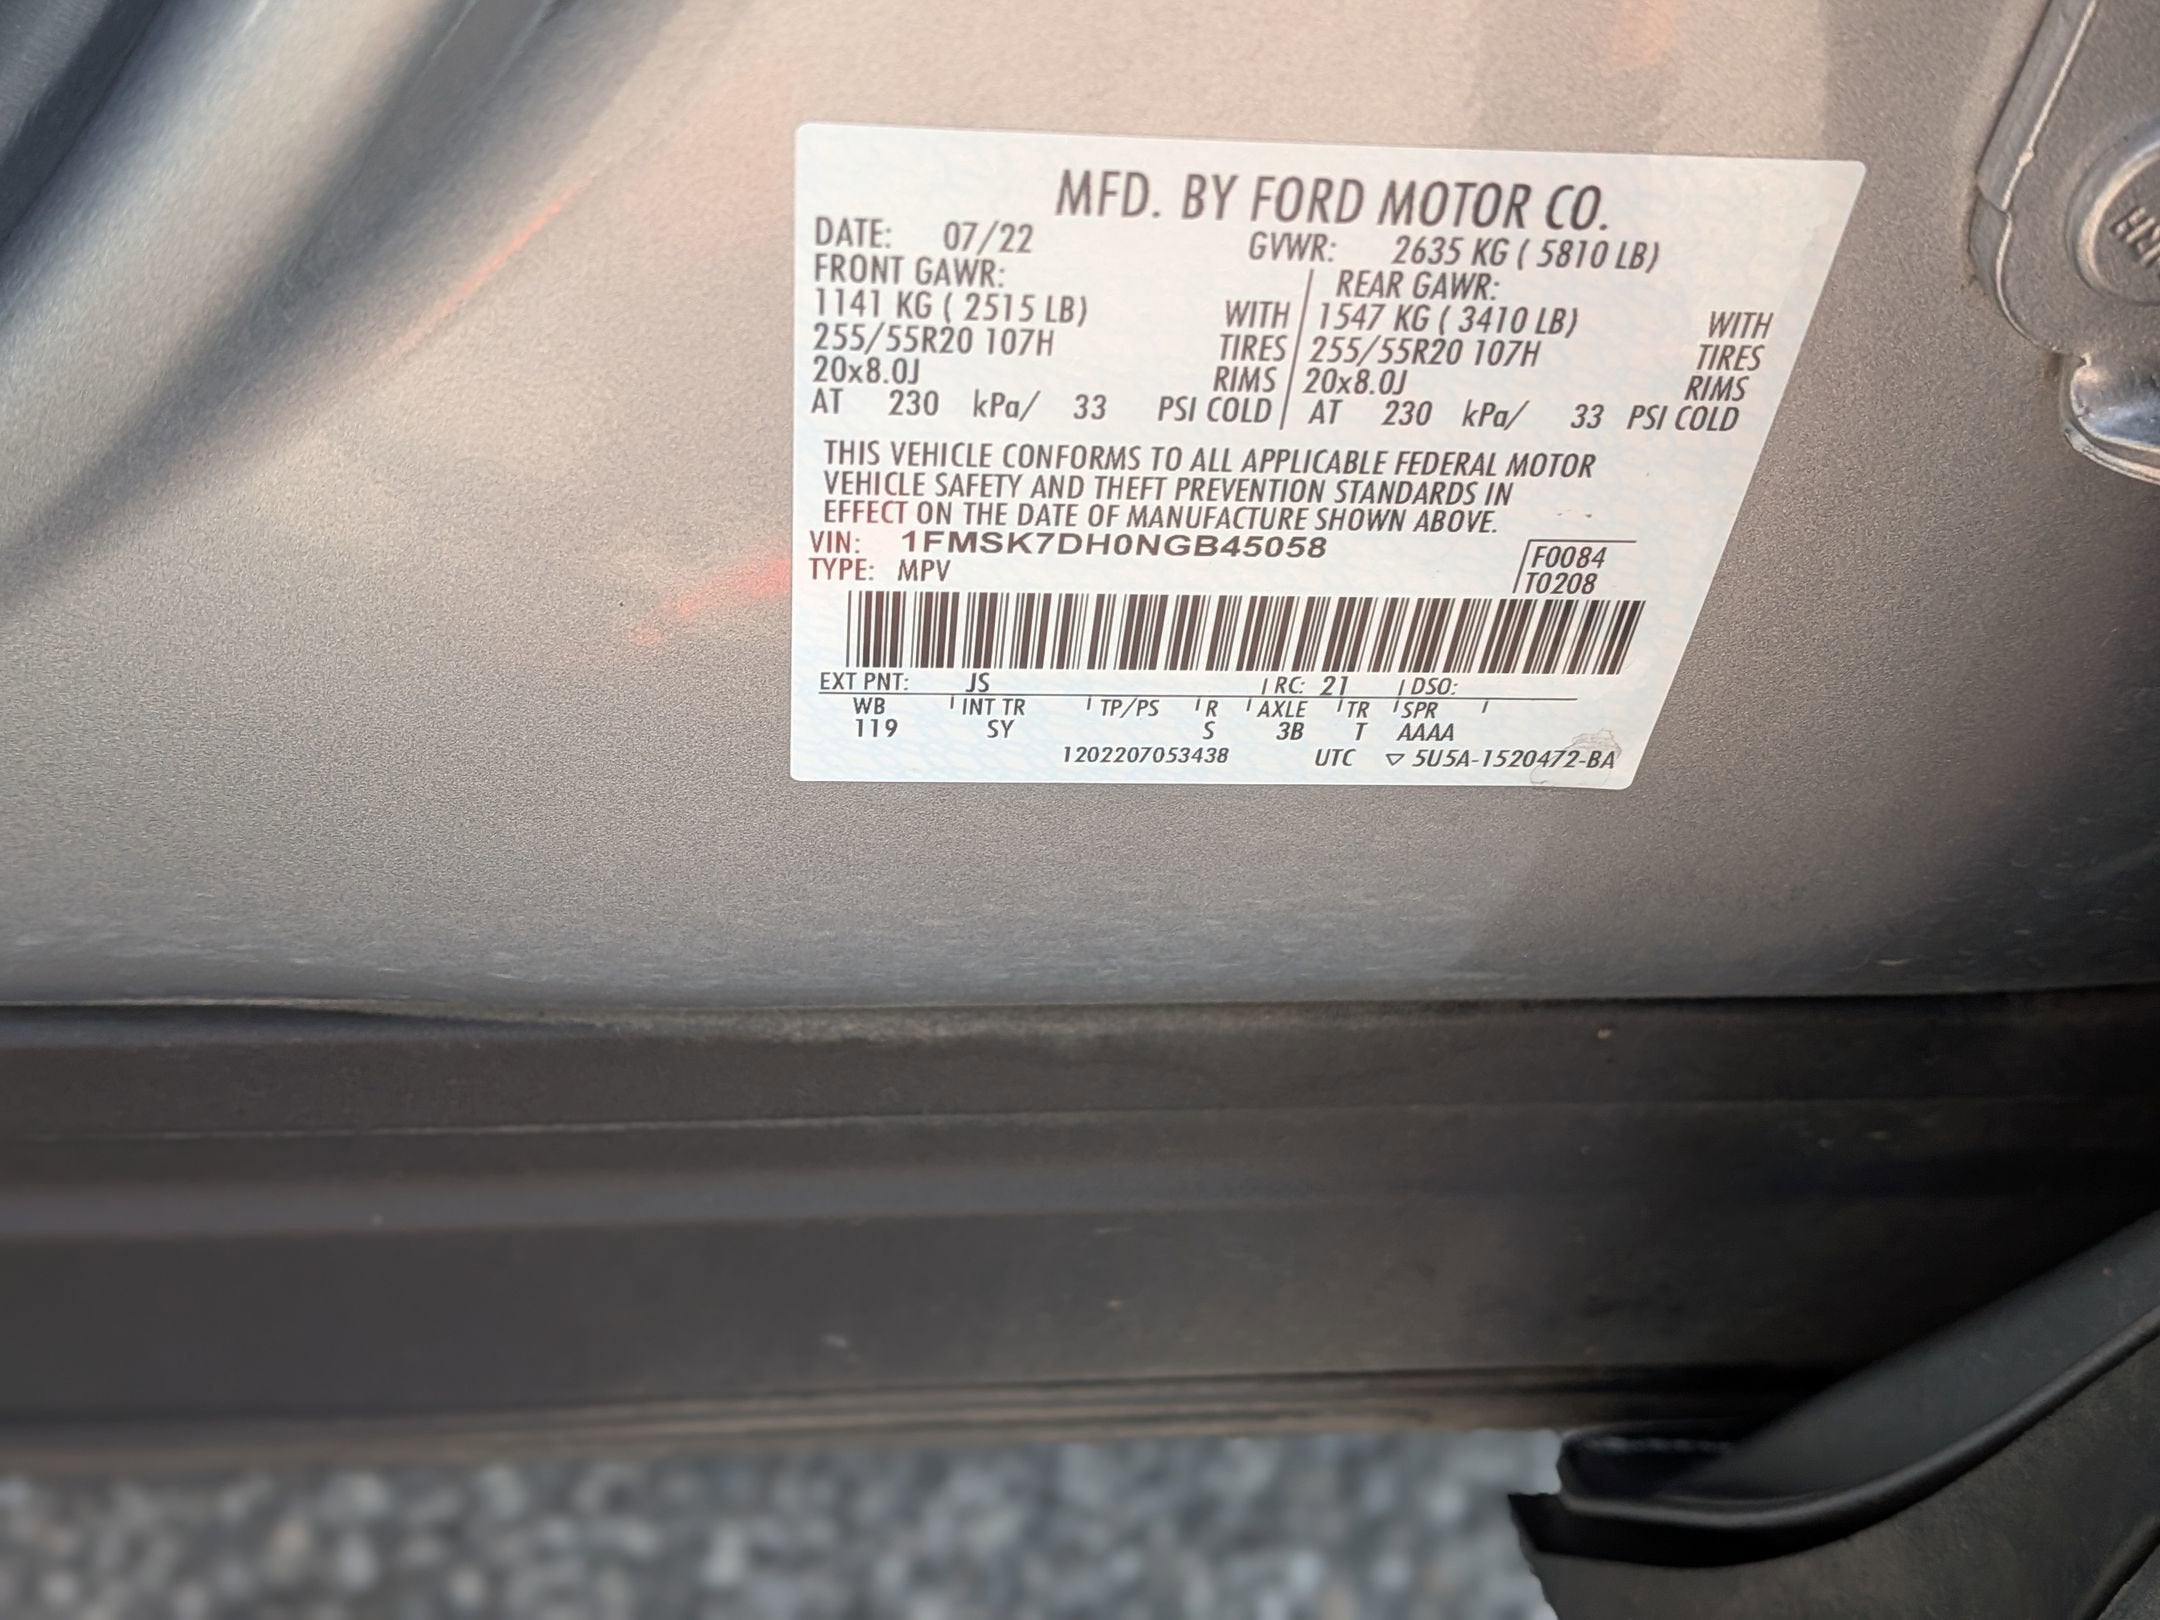 MFD. BY FORD MOTOR CO.
DATE: 07/22 GVWR: 2635 KG ( 5810 LB)
FRONT GAWR: REAR GAWR:
1141 KG ( 2515 LB) WITH 1547 KG ( 3410 LB) WITH
255/55R20 107H TIRES 255/55R20 107H TIRES
20x8.0J RIMS 20x8.0J RIMS
AT 230 kPa/ 33 PSI COLD AT 230 kPa/ 33 PSI COLD
THIS VEHICLE CONFORMS TO ALL APPLICABLE FEDERAL MOTOR
VEHICLE SAFETY AND THEFT PREVENTION STANDARDS IN
EFFECT ON THE DATE OF MANUFACTURE SHOWN ABOVE.
VIN: 1FMSK7DH0NGB45058
TYPE: MPV
F0084
T0208
EXT PNT: JS RC: 21 DSO:
WB INT TR TP/PS R AXLE TR SPR
119 SY S 3B T AAAA
1202207053438 UTC ▽ 5U5A-1520472-BA